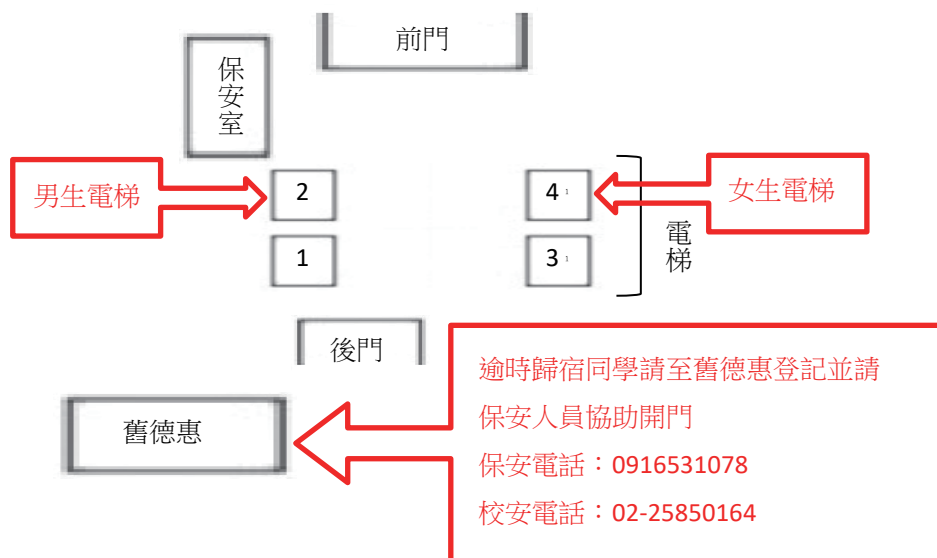 前門
保安室
男生電梯
2
4 1
女生電梯
1
3 1
電梯
後門
舊德惠
逾時歸宿同學請至舊德惠登記並請
保安人員協助開門
保安電話：0916531078
校安電話：02-25850164